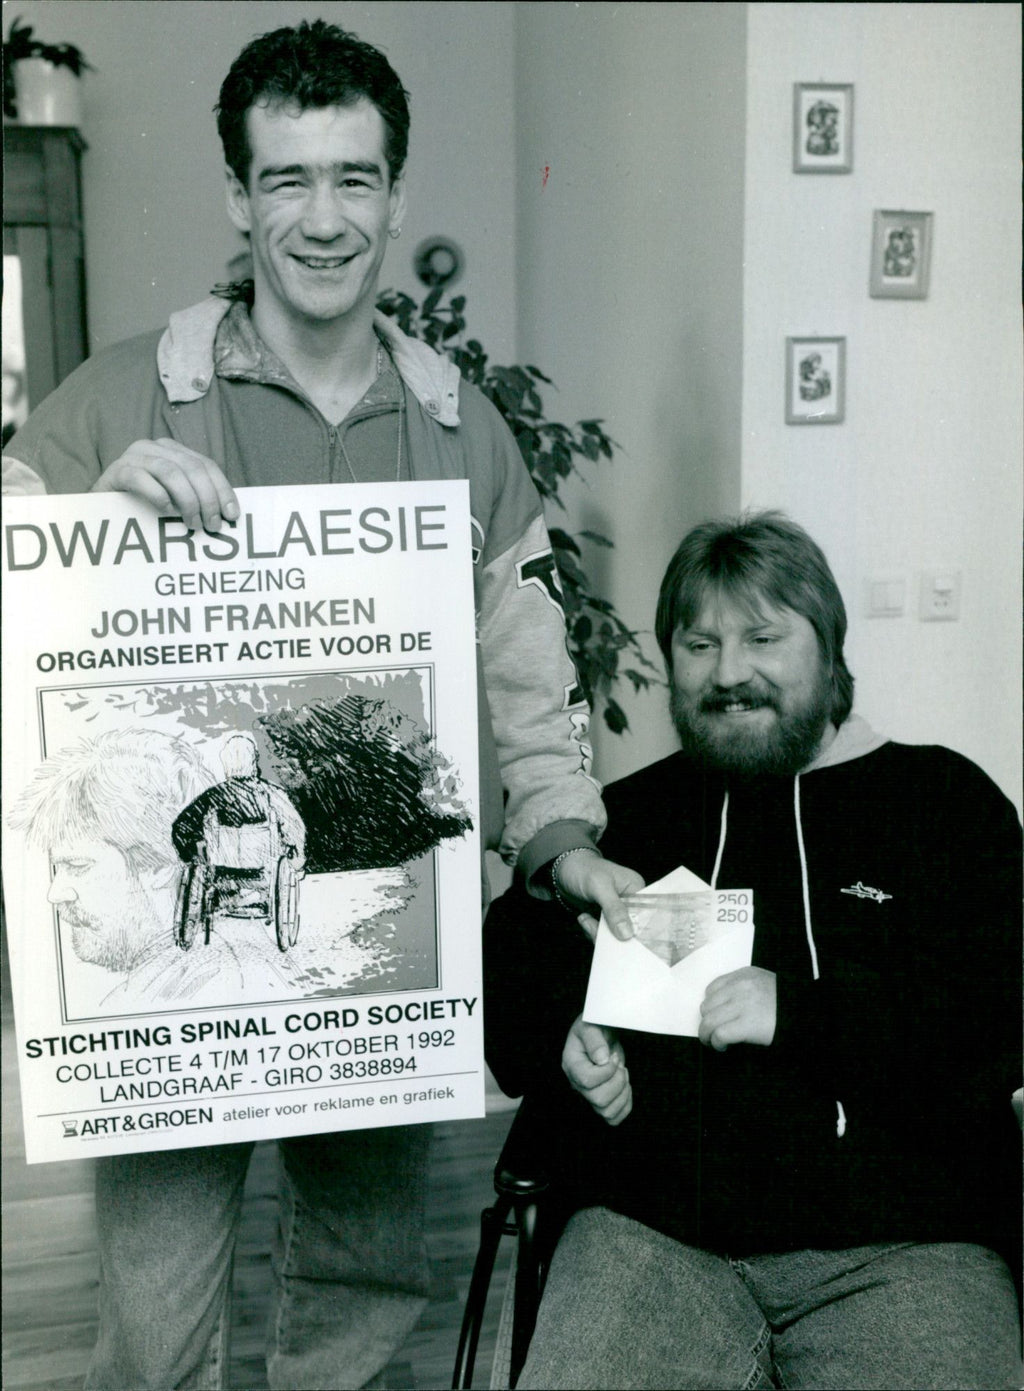 DWARSLAESIE
GENEZING
JOHN FRANKEN
ORGANISEERT ACTIE VOOR DE
STICHTING SPINAL CORD SOCIETY
COLLECTE 4 T/M 17 OKTOBER 1992
LANDGRAAF - GIRO 3838894
ART&GROEN atelier voor reklame en grafiek
250
250